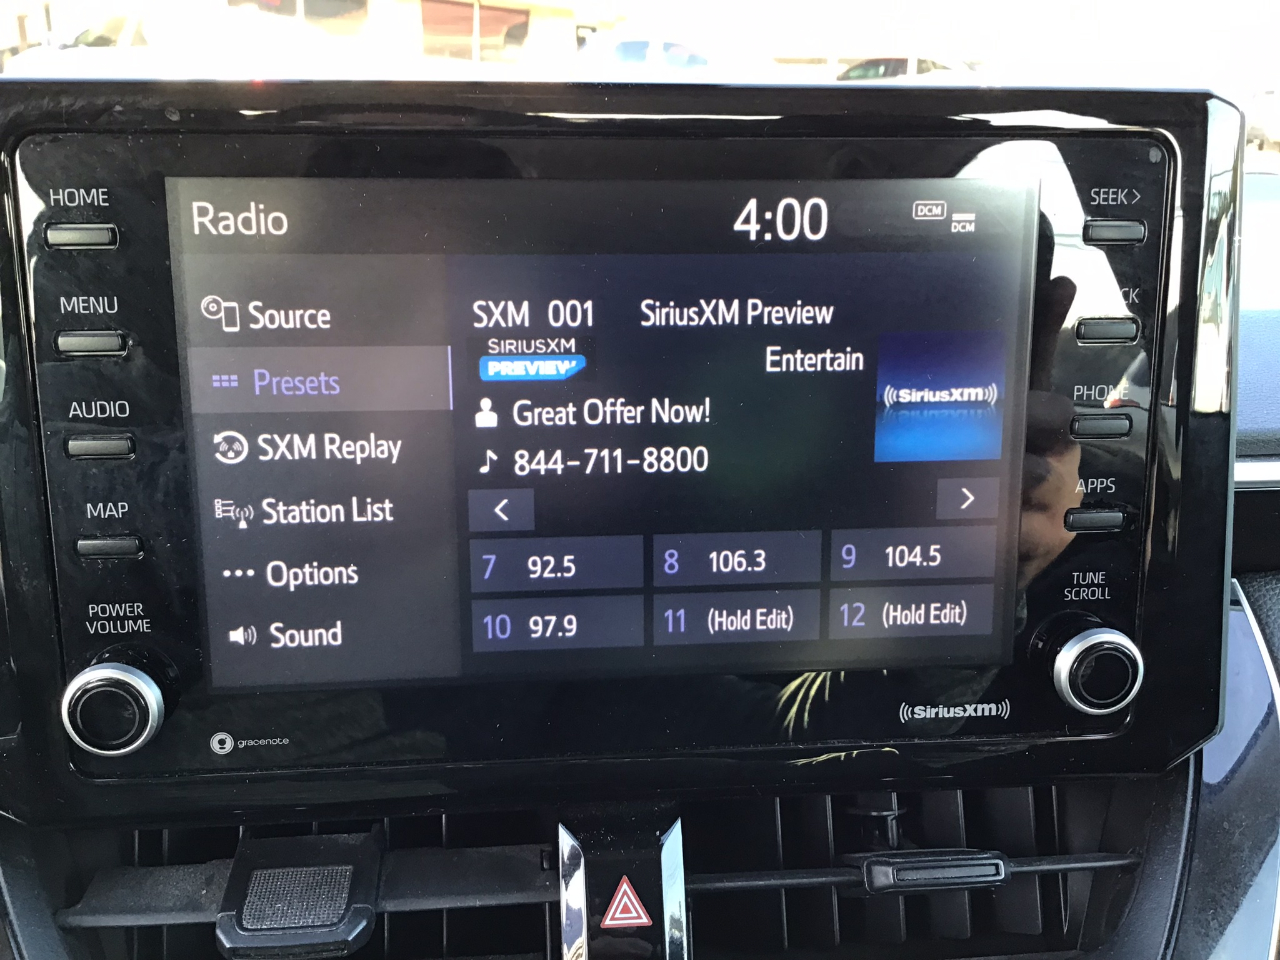 HOME
MENU
AUDIO
MAP
POWER
VOLUME
Radio
4:00
DCM
DCM
Source
Presets
SXM Replay
Station List
Options
Sound
SXM 001 SiriusXM Preview
SIRIUSXM
PREVIEW
Entertain
Great Offer Now!
844-711-8800
((SiriusXM))
<
>
7 92.5
8 106.3
9 104.5
10 97.9
11 (Hold Edit)
12 (Hold Edit)
SEEK >
CK
PHONE
APPS
TUNE
SCROLL
gracenote
((SiriusXM))